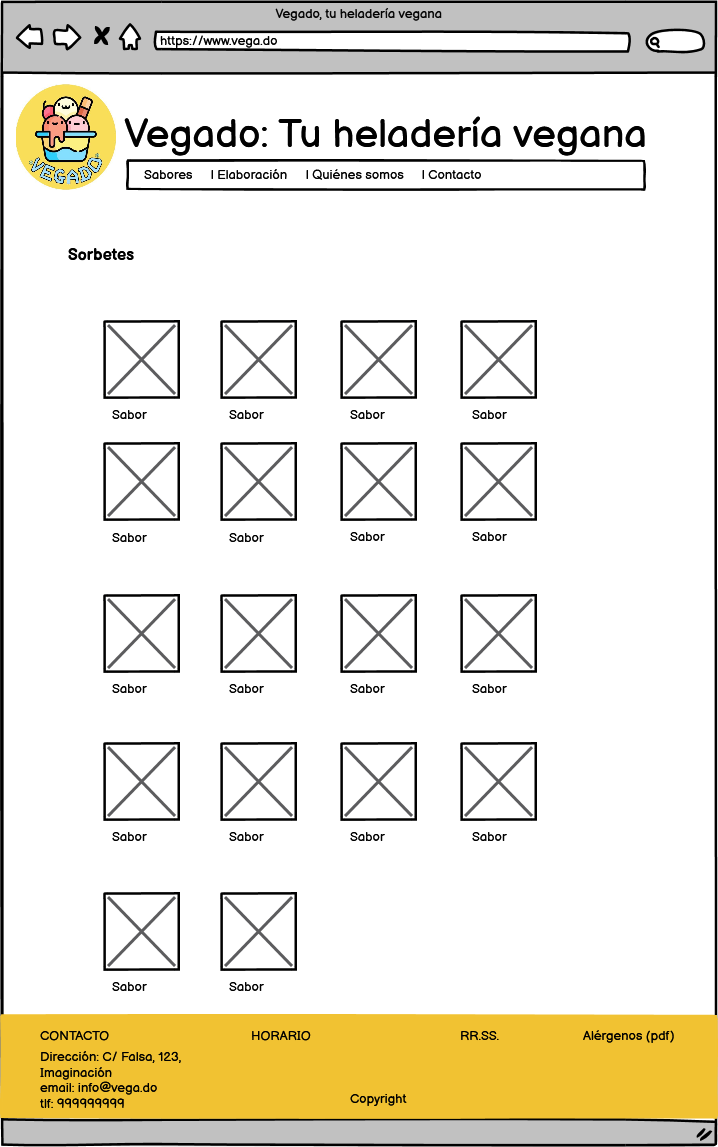 Vegado, tu heladería vegana
https://www.vega.do
VEGADO
Vegado: Tu heladería vegana
Sabores | Elaboración | Quiénes somos | Contacto
Sorbetes
Sabor Sabor Sabor Sabor
Sabor Sabor Sabor Sabor
Sabor Sabor Sabor Sabor
Sabor Sabor Sabor Sabor
Sabor Sabor
CONTACTO HORARIO RR.SS. Alérgenos (pdf)
Dirección: C/ Falsa, 123,
Imaginación
email: info@vega.do
tlf: 999999999
Copyright